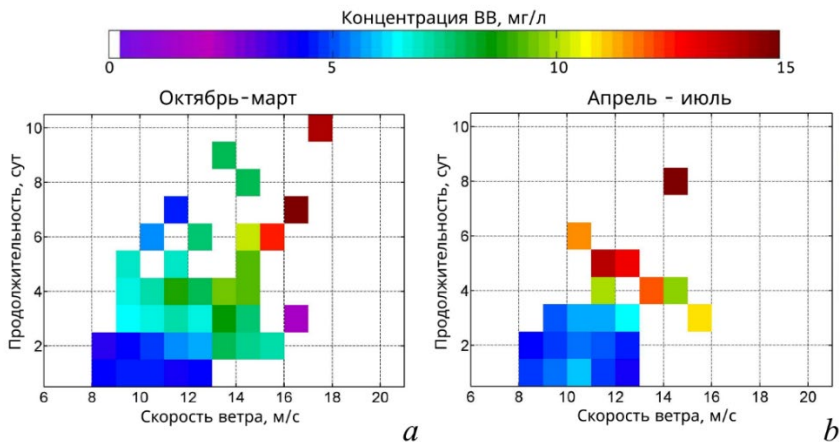 Концентрация ВВ, мг/л
0 5 10 15
Октябрь-март
Продолжительность, сут
10
8
6
4
2
6 8 10 12 14 16 18 20
Скорость ветра, м/с
a
Апрель - июль
Продолжительность, сут
10
8
6
4
2
6 8 10 12 14 16 18 20
Скорость ветра, м/с
b